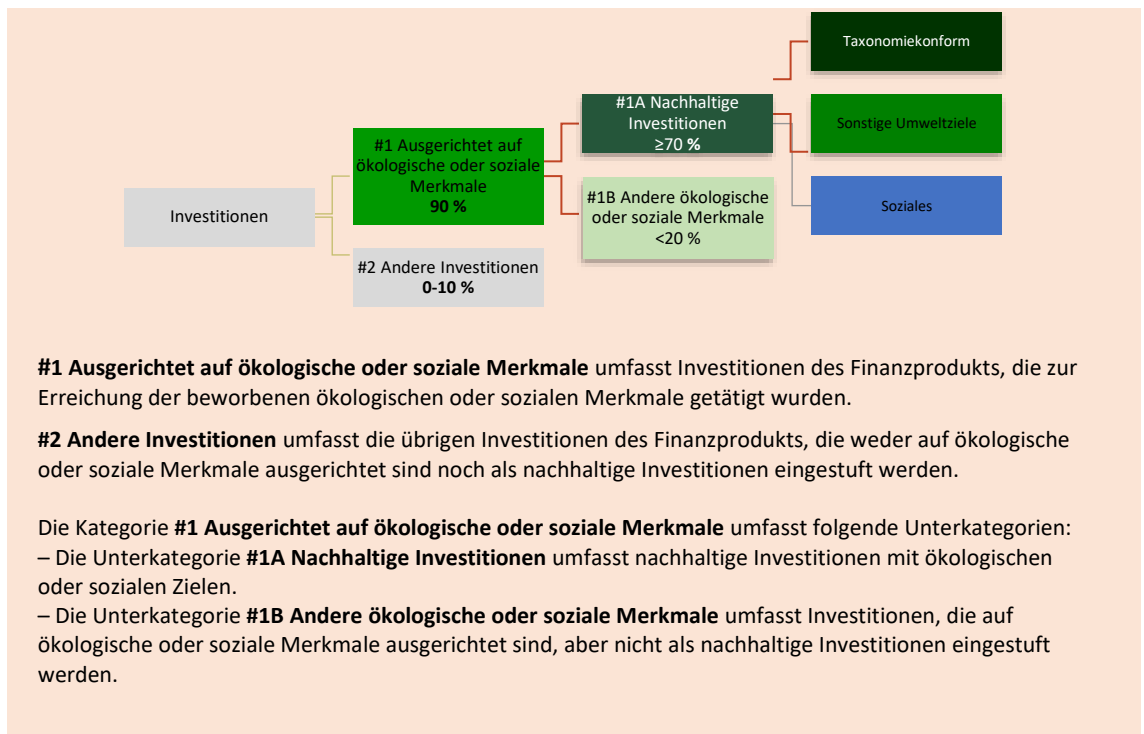 Taxonomiekonform
#1A Nachhaltige
Investitionen
≥70 %
Sonstige Umweltziele
#1 Ausgerichtet auf
ökologische oder soziale
Merkmale
90 %
#1B Andere ökologische
oder soziale Merkmale
<20 %
Soziales
Investitionen
#2 Andere Investitionen
0-10 %
#1 Ausgerichtet auf ökologische oder soziale Merkmale umfasst Investitionen des Finanzprodukts, die zur
Erreichung der beworbenen ökologischen oder sozialen Merkmale getätigt wurden.
#2 Andere Investitionen umfasst die übrigen Investitionen des Finanzprodukts, die weder auf ökologische
oder soziale Merkmale ausgerichtet sind noch als nachhaltige Investitionen eingestuft werden.
Die Kategorie #1 Ausgerichtet auf ökologische oder soziale Merkmale umfasst folgende Unterkategorien:
– Die Unterkategorie #1A Nachhaltige Investitionen umfasst nachhaltige Investitionen mit ökologischen
oder sozialen Zielen.
– Die Unterkategorie #1B Andere ökologische oder soziale Merkmale umfasst Investitionen, die auf
ökologische oder soziale Merkmale ausgerichtet sind, aber nicht als nachhaltige Investitionen eingestuft
werden.